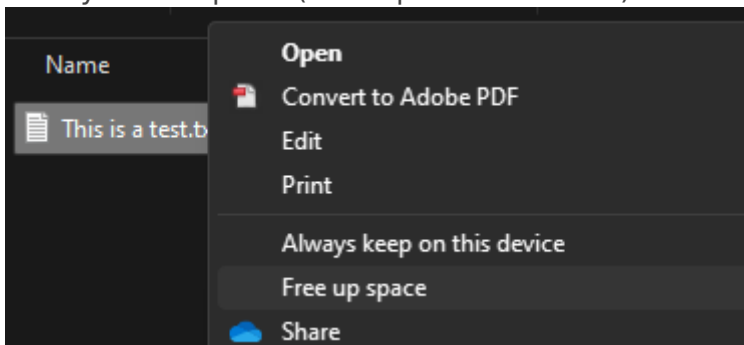 Name
This is a test.t
Open
Convert to Adobe PDF
Edit
Print
Always keep on this device
Free up space
Share